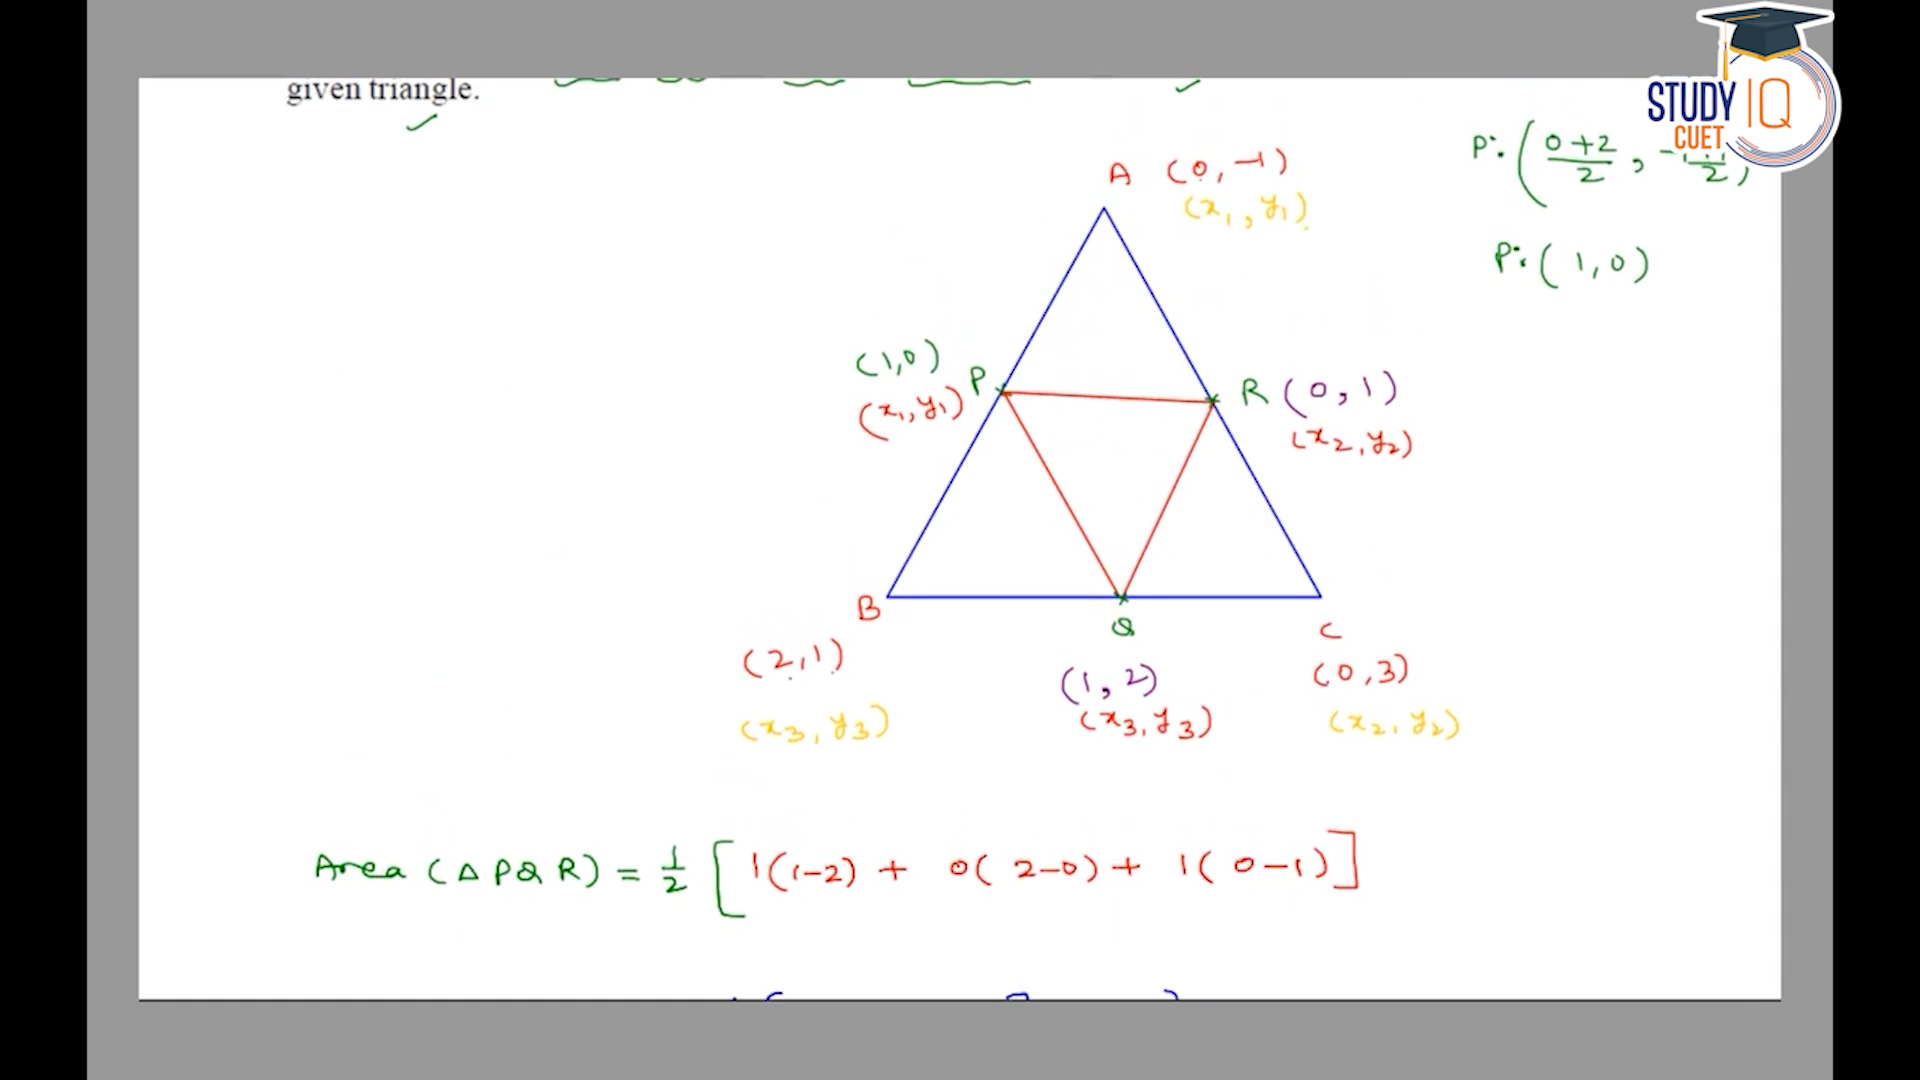 given triangle.
STUDY IQ
CUET
P: (0+2/2, -1+1/2)
P: (1,0)
A (0,-1)
(x₁, y₁)
(1,0) P
(x₁, y₁)
R (0, 1)
(x₂, y₂)
B
(2,1)
(x₃, y₃)
Q
(1, 2)
(x₃, y₃)
C
(0,3)
(x₂, y₂)
Area (Δ PQR) = 1/2 [ 1(1-2) + 0(2-0) + 1(0-1) ]